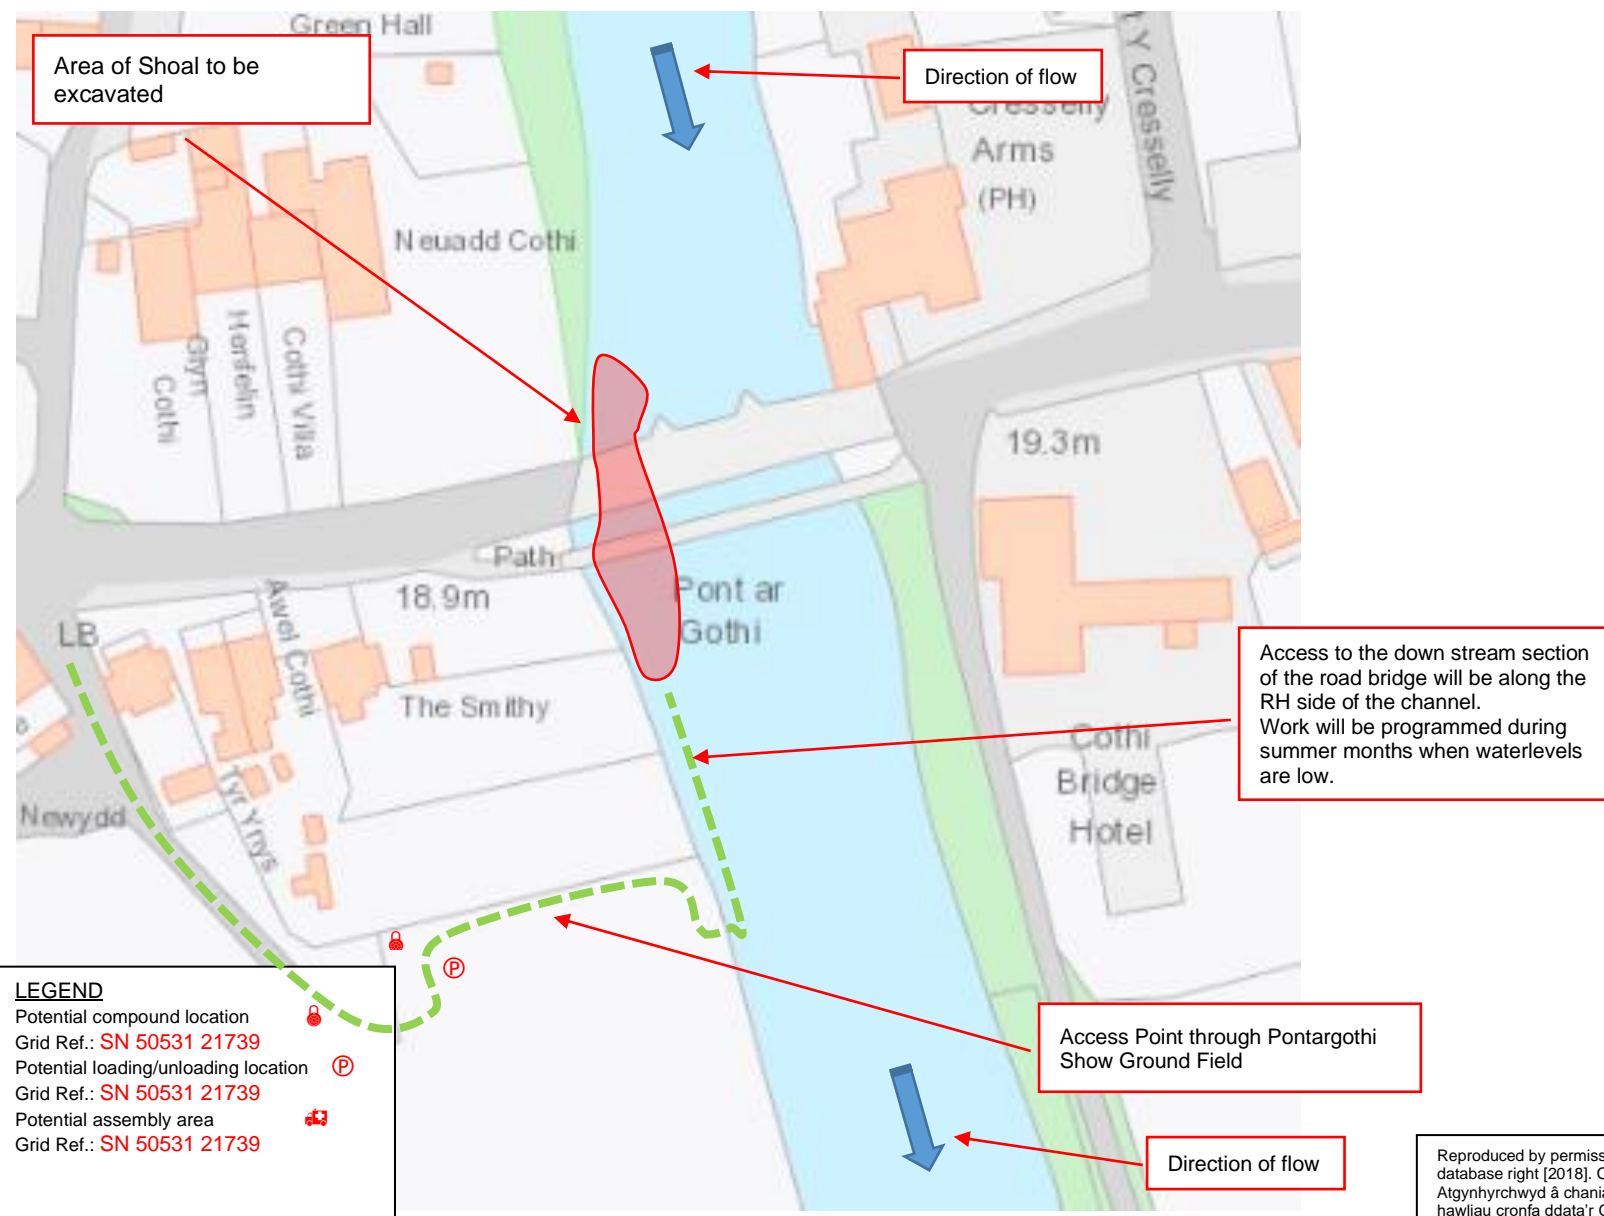 Green Hall
Area of Shoal to be
excavated
Direction of flow
Y Cresselly
Cresselly
Arms
(PH)
Neuadd Cothi
Glyn
Cothi
Henfelin
Cothi Villa
19.3m
Path
18.9m
Pont ar
Gothi
LB
Awel Cothi
The Smithy
Tyr Ynys
Newydd
Access to the down stream section
of the road bridge will be along the
RH side of the channel.
Work will be programmed during
summer months when waterlevels
are low.
Cothi
Bridge
Hotel
P
LEGEND
Potential compound location
Grid Ref.: SN 50531 21739
Potential loading/unloading location P
Grid Ref.: SN 50531 21739
Potential assembly area
Grid Ref.: SN 50531 21739
Access Point through Pontargothi
Show Ground Field
Direction of flow
Reproduced by
database right [2018].
Atgynhyrchwyd â
hawliau cronfa ddata'r